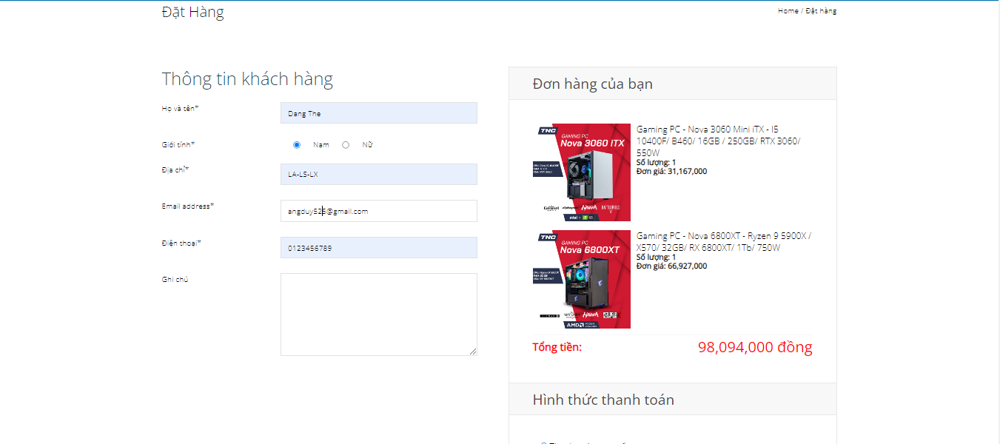 Đặt Hàng
Home / Đặt hàng
Thông tin khách hàng
Họ và tên*
Dang The
Giới tính*
Nam
Nữ
Địa chỉ*
LA-LS-LX
Email address*
angduy525@gmail.com
Điện thoại*
0123456789
Ghi chú
Đơn hàng của bạn
TNC
GAMING PC
Nova 3060 iTX
intel
Gaming PC - Nova 3060 Mini iTX - I5
10400F/ B460/ 16GB / 250GB/ RTX 3060/
550W
Số lượng: 1
Đơn giá: 31,167,000
TNC
GAMING PC
Nova 6800XT
AMD RYZEN
Gaming PC - Nova 6800XT - Ryzen 9 5900X /
X570/ 32GB/ RX 6800XT/ 1Tb/ 750W
Số lượng: 1
Đơn giá: 66,927,000
Tổng tiền:
98,094,000 đồng
Hình thức thanh toán